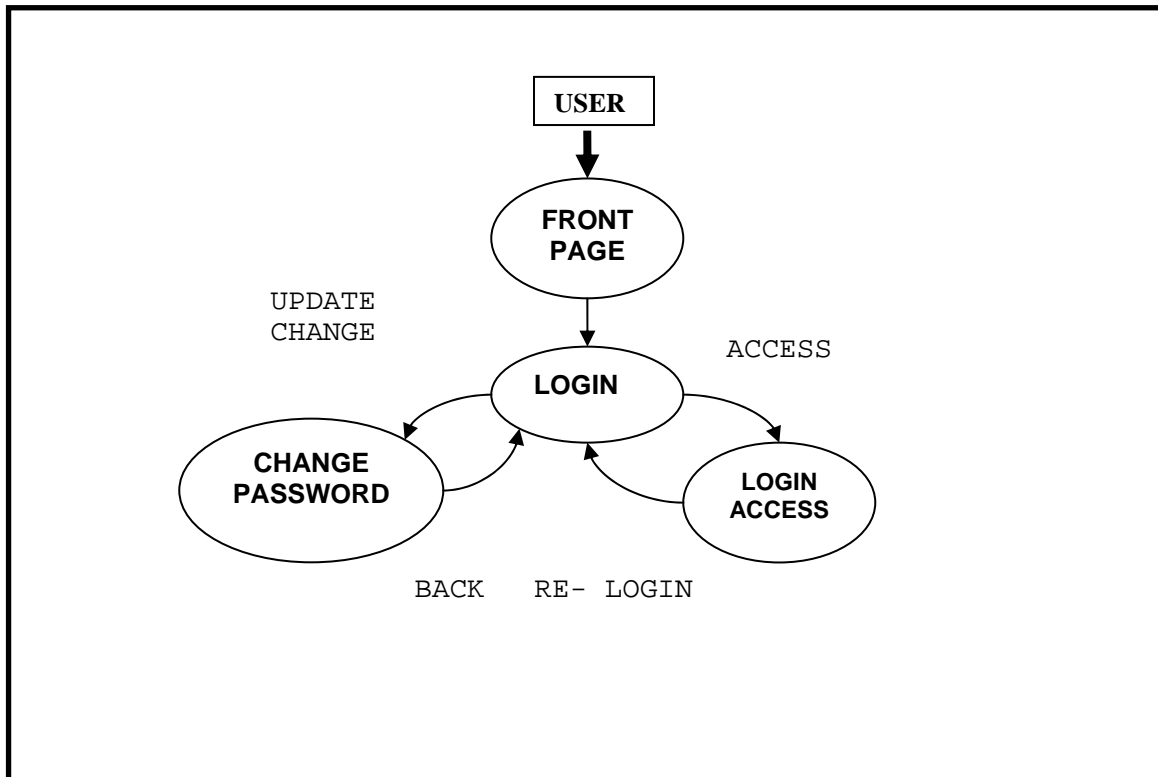 USER
FRONT
PAGE
UPDATE
CHANGE
ACCESS
LOGIN
CHANGE
PASSWORD
LOGIN
ACCESS
BACK RE- LOGIN